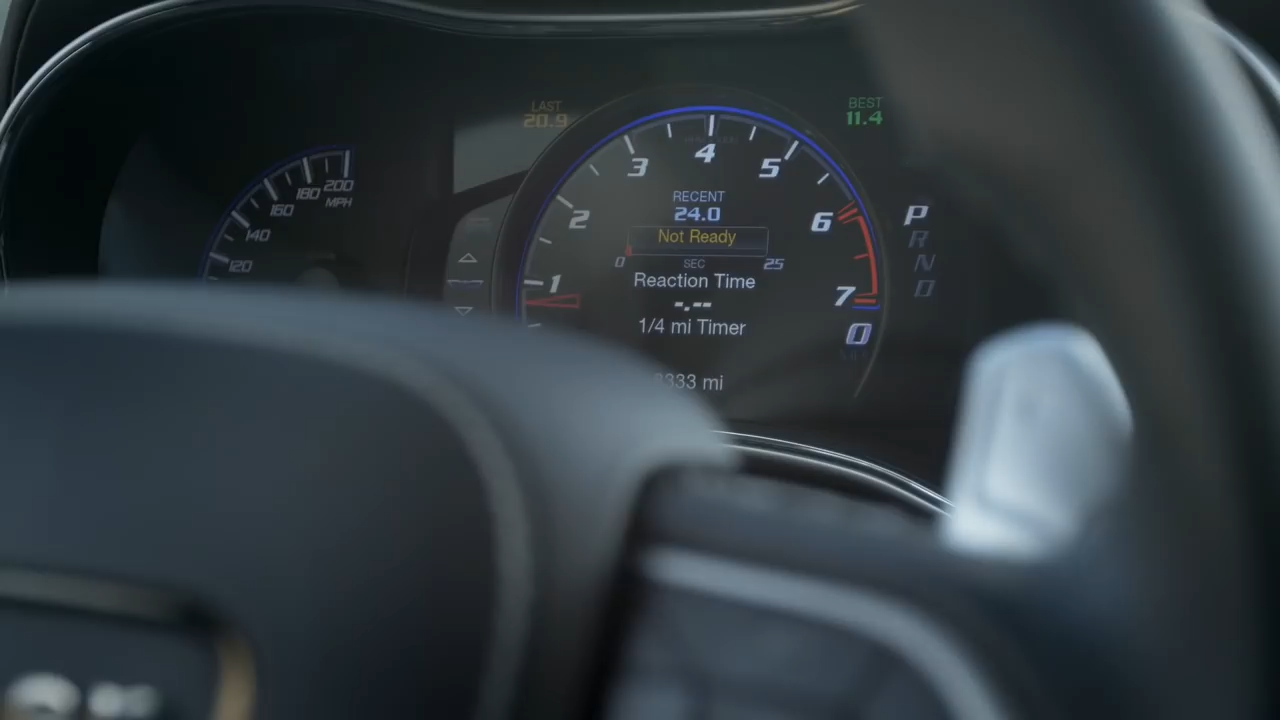 LAST
20.9
BEST
11.4
120
140
160
180
200
MPH
1
2
3
4
5
6
7
RECENT
24.0
Not Ready
0
SEC
25
Reaction Time
-.--
1/4 mi Timer
333 mi
P
R
N
D
0